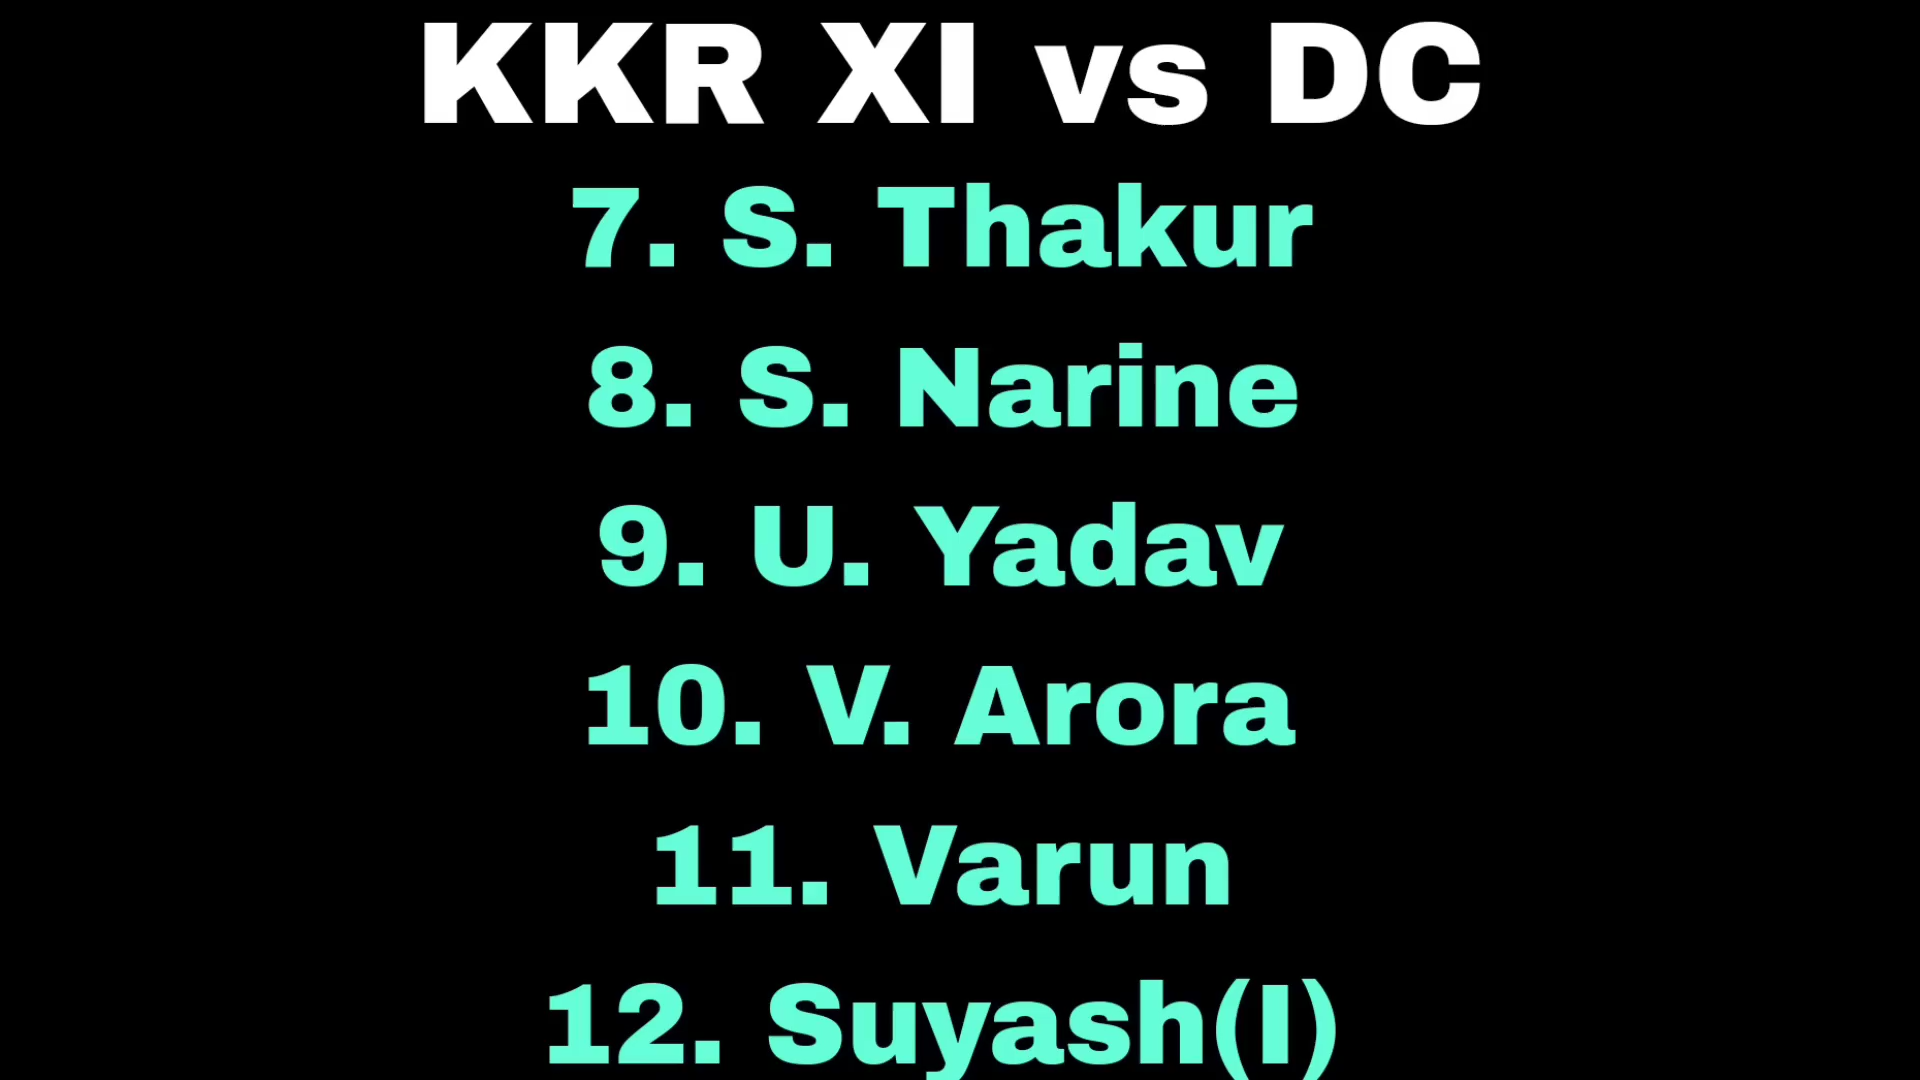 KKR XI vs DC
7. S. Thakur
8. S. Narine
9. U. Yadav
10. V. Arora
11. Varun
12. Suyash(I)